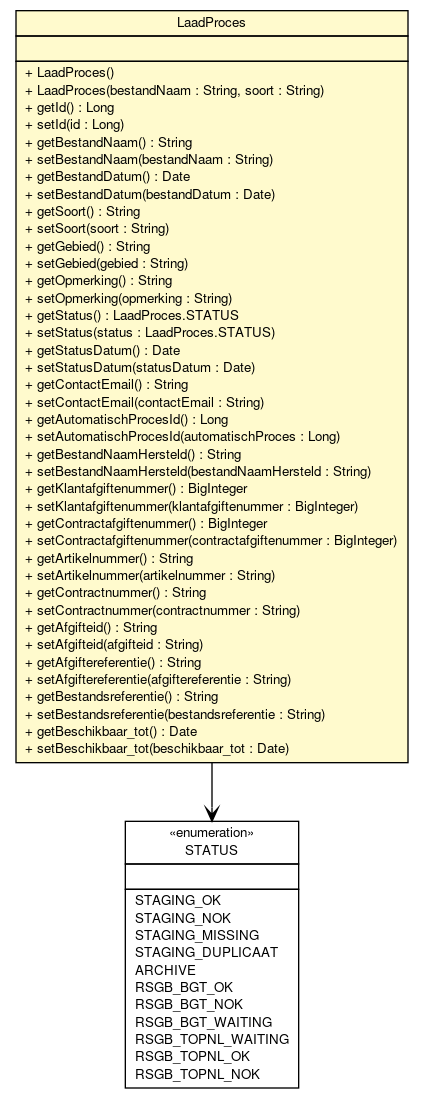 LaadProces
+ LaadProces()
+ LaadProces(bestandNaam : String, soort : String)
+ getId() : Long
+ setId(id : Long)
+ getBestandNaam() : String
+ setBestandNaam(bestandNaam : String)
+ getBestandDatum() : Date
+ setBestandDatum(bestandDatum : Date)
+ getSoort() : String
+ setSoort(soort : String)
+ getGebied() : String
+ setGebied(gebied : String)
+ getOpmerking() : String
+ setOpmerking(opmerking : String)
+ getStatus() : LaadProces.STATUS
+ setStatus(status : LaadProces.STATUS)
+ getStatusDatum() : Date
+ setStatusDatum(statusDatum : Date)
+ getContactEmail() : String
+ setContactEmail(contactEmail : String)
+ getAutomatischProcesId() : Long
+ setAutomatischProcesId(automatischProces : Long)
+ getBestandNaamHersteld() : String
+ setBestandNaamHersteld(bestandNaamHersteld : String)
+ getKlantafgiftenummer() : BigInteger
+ setKlantafgiftenummer(klantafgiftenummer : BigInteger)
+ getContractafgiftenummer() : BigInteger
+ setContractafgiftenummer(contractafgiftenummer : BigInteger)
+ getArtikelnummer() : String
+ setArtikelnummer(artikelnummer : String)
+ getContractnummer() : String
+ setContractnummer(contractnummer : String)
+ getAfgifteid() : String
+ setAfgifteid(afgifteid : String)
+ getAfgiftereferentie() : String
+ setAfgiftereferentie(afgiftereferentie : String)
+ getBestandsreferentie() : String
+ setBestandsreferentie(bestandsreferentie : String)
+ getBeschikbaar_tot() : Date
+ setBeschikbaar_tot(beschikbaar_tot : Date)
«enumeration»
STATUS
STAGING_OK
STAGING_NOK
STAGING_MISSING
STAGING_DUPLICAAT
ARCHIVE
RSGB_BGT_OK
RSGB_BGT_NOK
RSGB_BGT_WAITING
RSGB_TOPNL_WAITING
RSGB_TOPNL_OK
RSGB_TOPNL_NOK